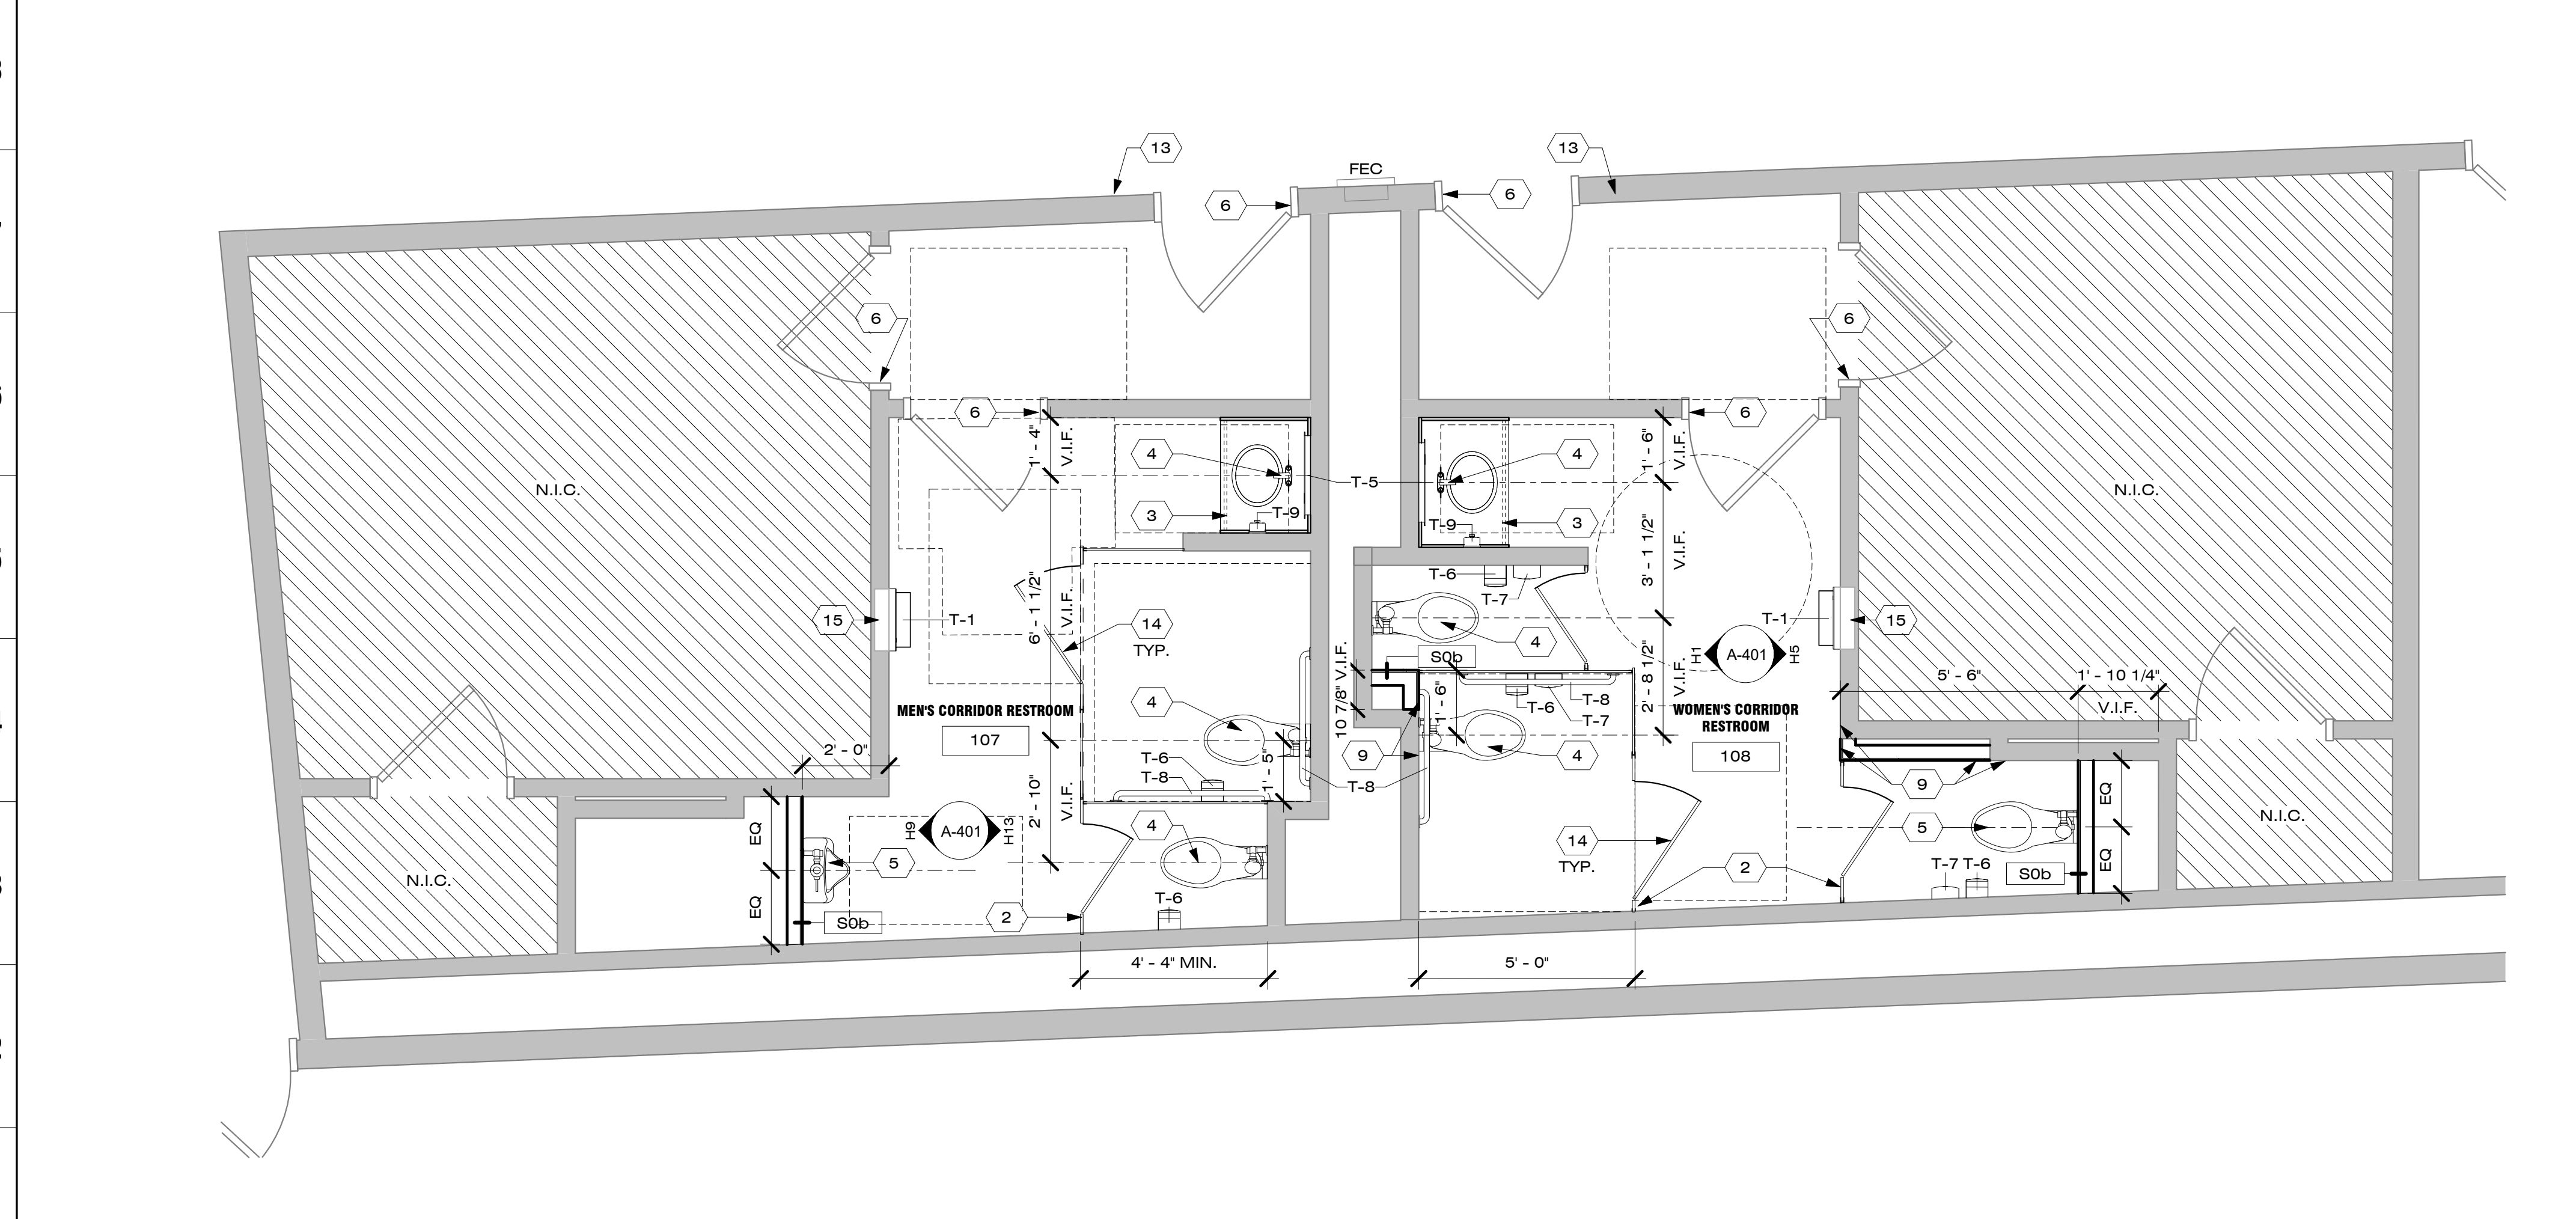 13
13
FEC
6
6
6
6
6
6
1' - 4"
V.I.F.
4
T-5
4
1' - 6"
V.I.F.
N.I.C.
N.I.C.
3
T-9
T-9
3
3' - 1 1/2"
V.I.F.
T-6
T-7
6' - 1 1/2"
V.I.F.
15
T-1
14
TYP.
4
T-1
15
H1
A-401
H5
S0b
10 7/8" V.I.F.
1' - 6"
2' - 8 1/2"
V.I.F.
5' - 6"
1' - 10 1/4"
V.I.F.
T-8
T-6
T-7
4
MEN'S CORRIDOR RESTROOM
107
WOMEN'S CORRIDOR
RESTROOM
108
2' - 0"
T-6
T-8
1' - 5"
9
4
T-8
9
2' - 10"
V.I.F.
EQ
EQ
H9
A-401
H13
4
5
14
TYP.
5
EQ
EQ
N.I.C.
N.I.C.
2
T-7 T-6
S0b
T-6
2
S0b
4' - 4" MIN.
5' - 0"